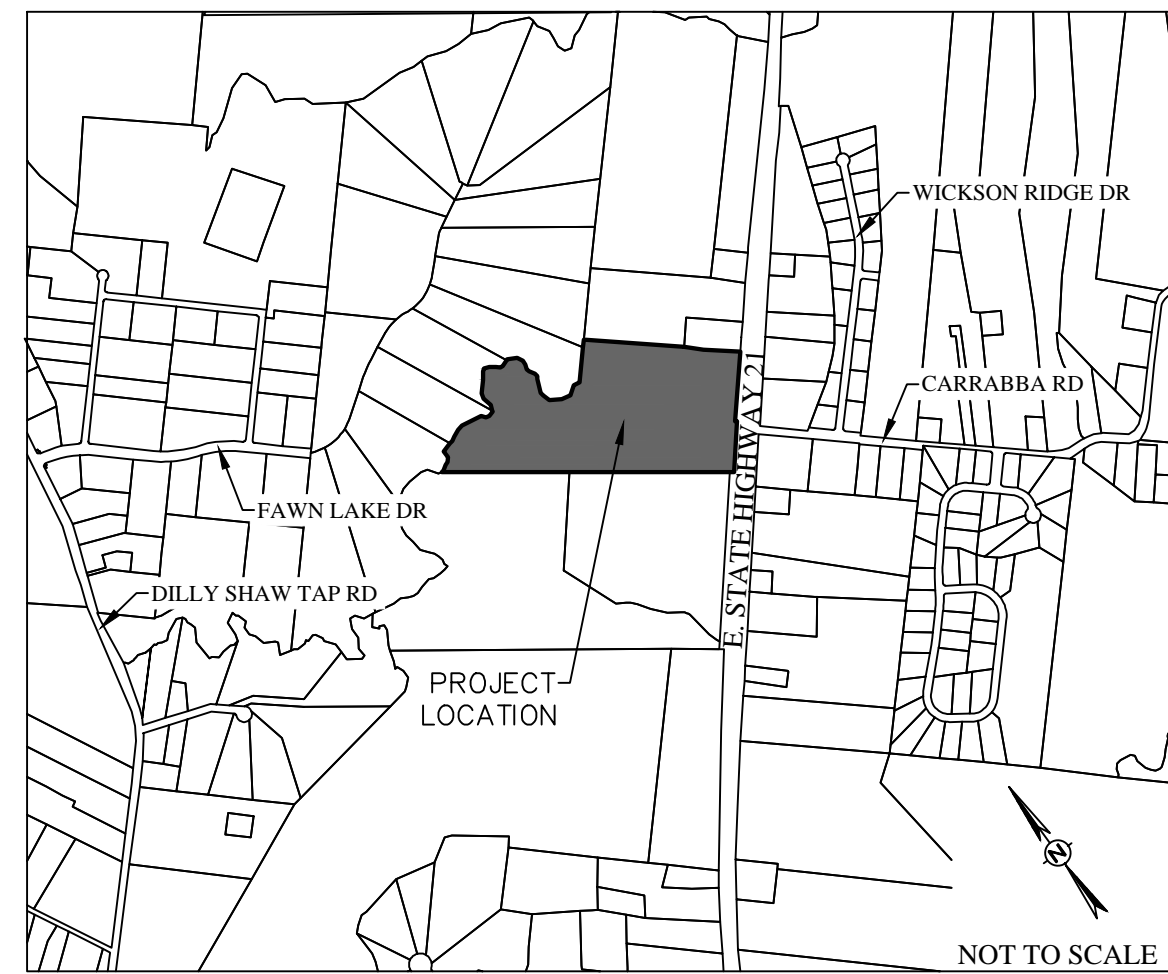 WICKSON RIDGE DR
CARRABBA RD
E. STATE HIGHWAY 21
FAWN LAKE DR
DILLY SHAW TAP RD
PROJECT
LOCATION
N
NOT TO SCALE